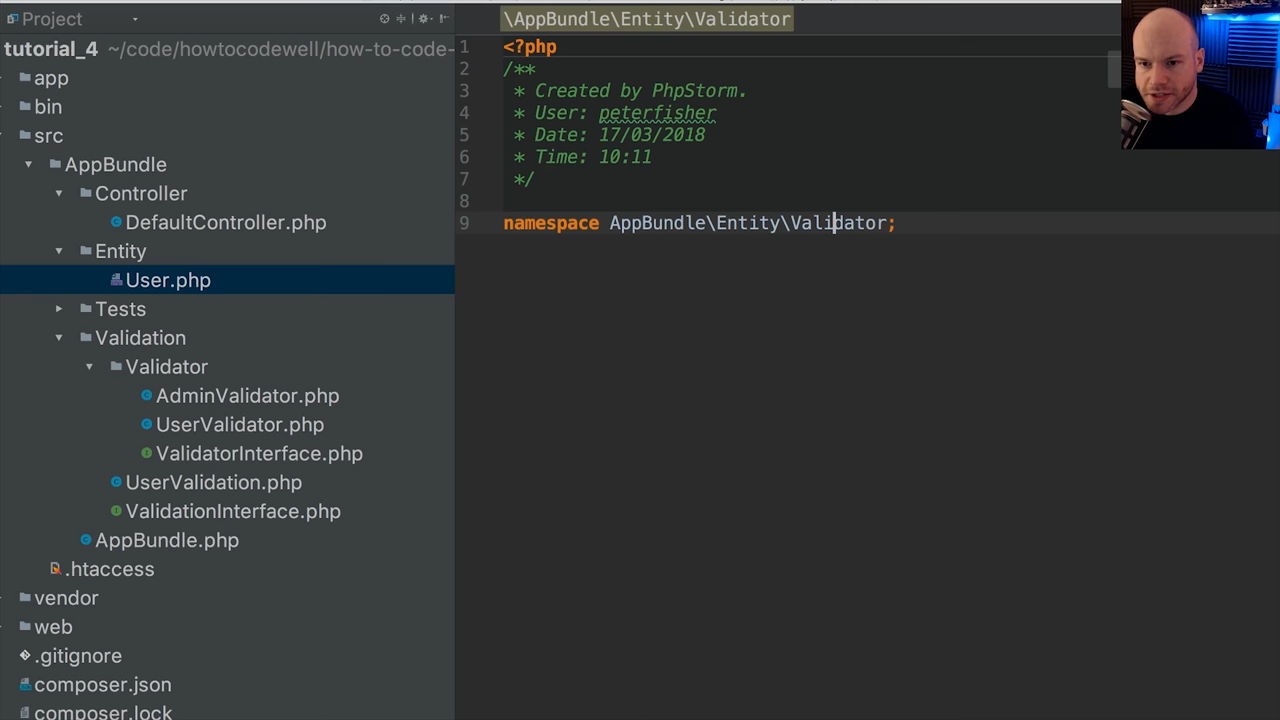 Project
tutorial_4 ~/code/howtocodewell/how-to-code-
app
bin
src
AppBundle
Controller
DefaultController.php
Entity
User.php
Tests
Validation
Validator
AdminValidator.php
UserValidator.php
ValidatorInterface.php
UserValidation.php
ValidationInterface.php
AppBundle.php
.htaccess
vendor
web
.gitignore
composer.json
composer.lock
\AppBundle\Entity\Validator
1 <?php
2 /**
3 * Created by PhpStorm.
4 * User: peterfisher
5 * Date: 17/03/2018
6 * Time: 10:11
7 */
8
9 namespace AppBundle\Entity\Validator;